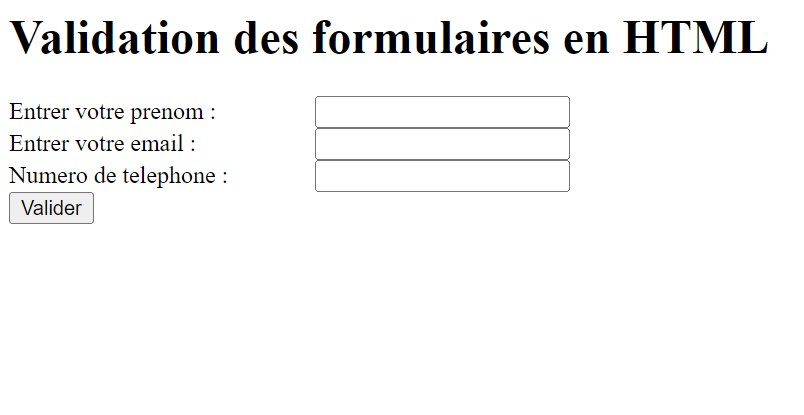 Validation des formulaires en HTML
Entrer votre prenom :
Entrer votre email :
Numero de telephone :
Valider